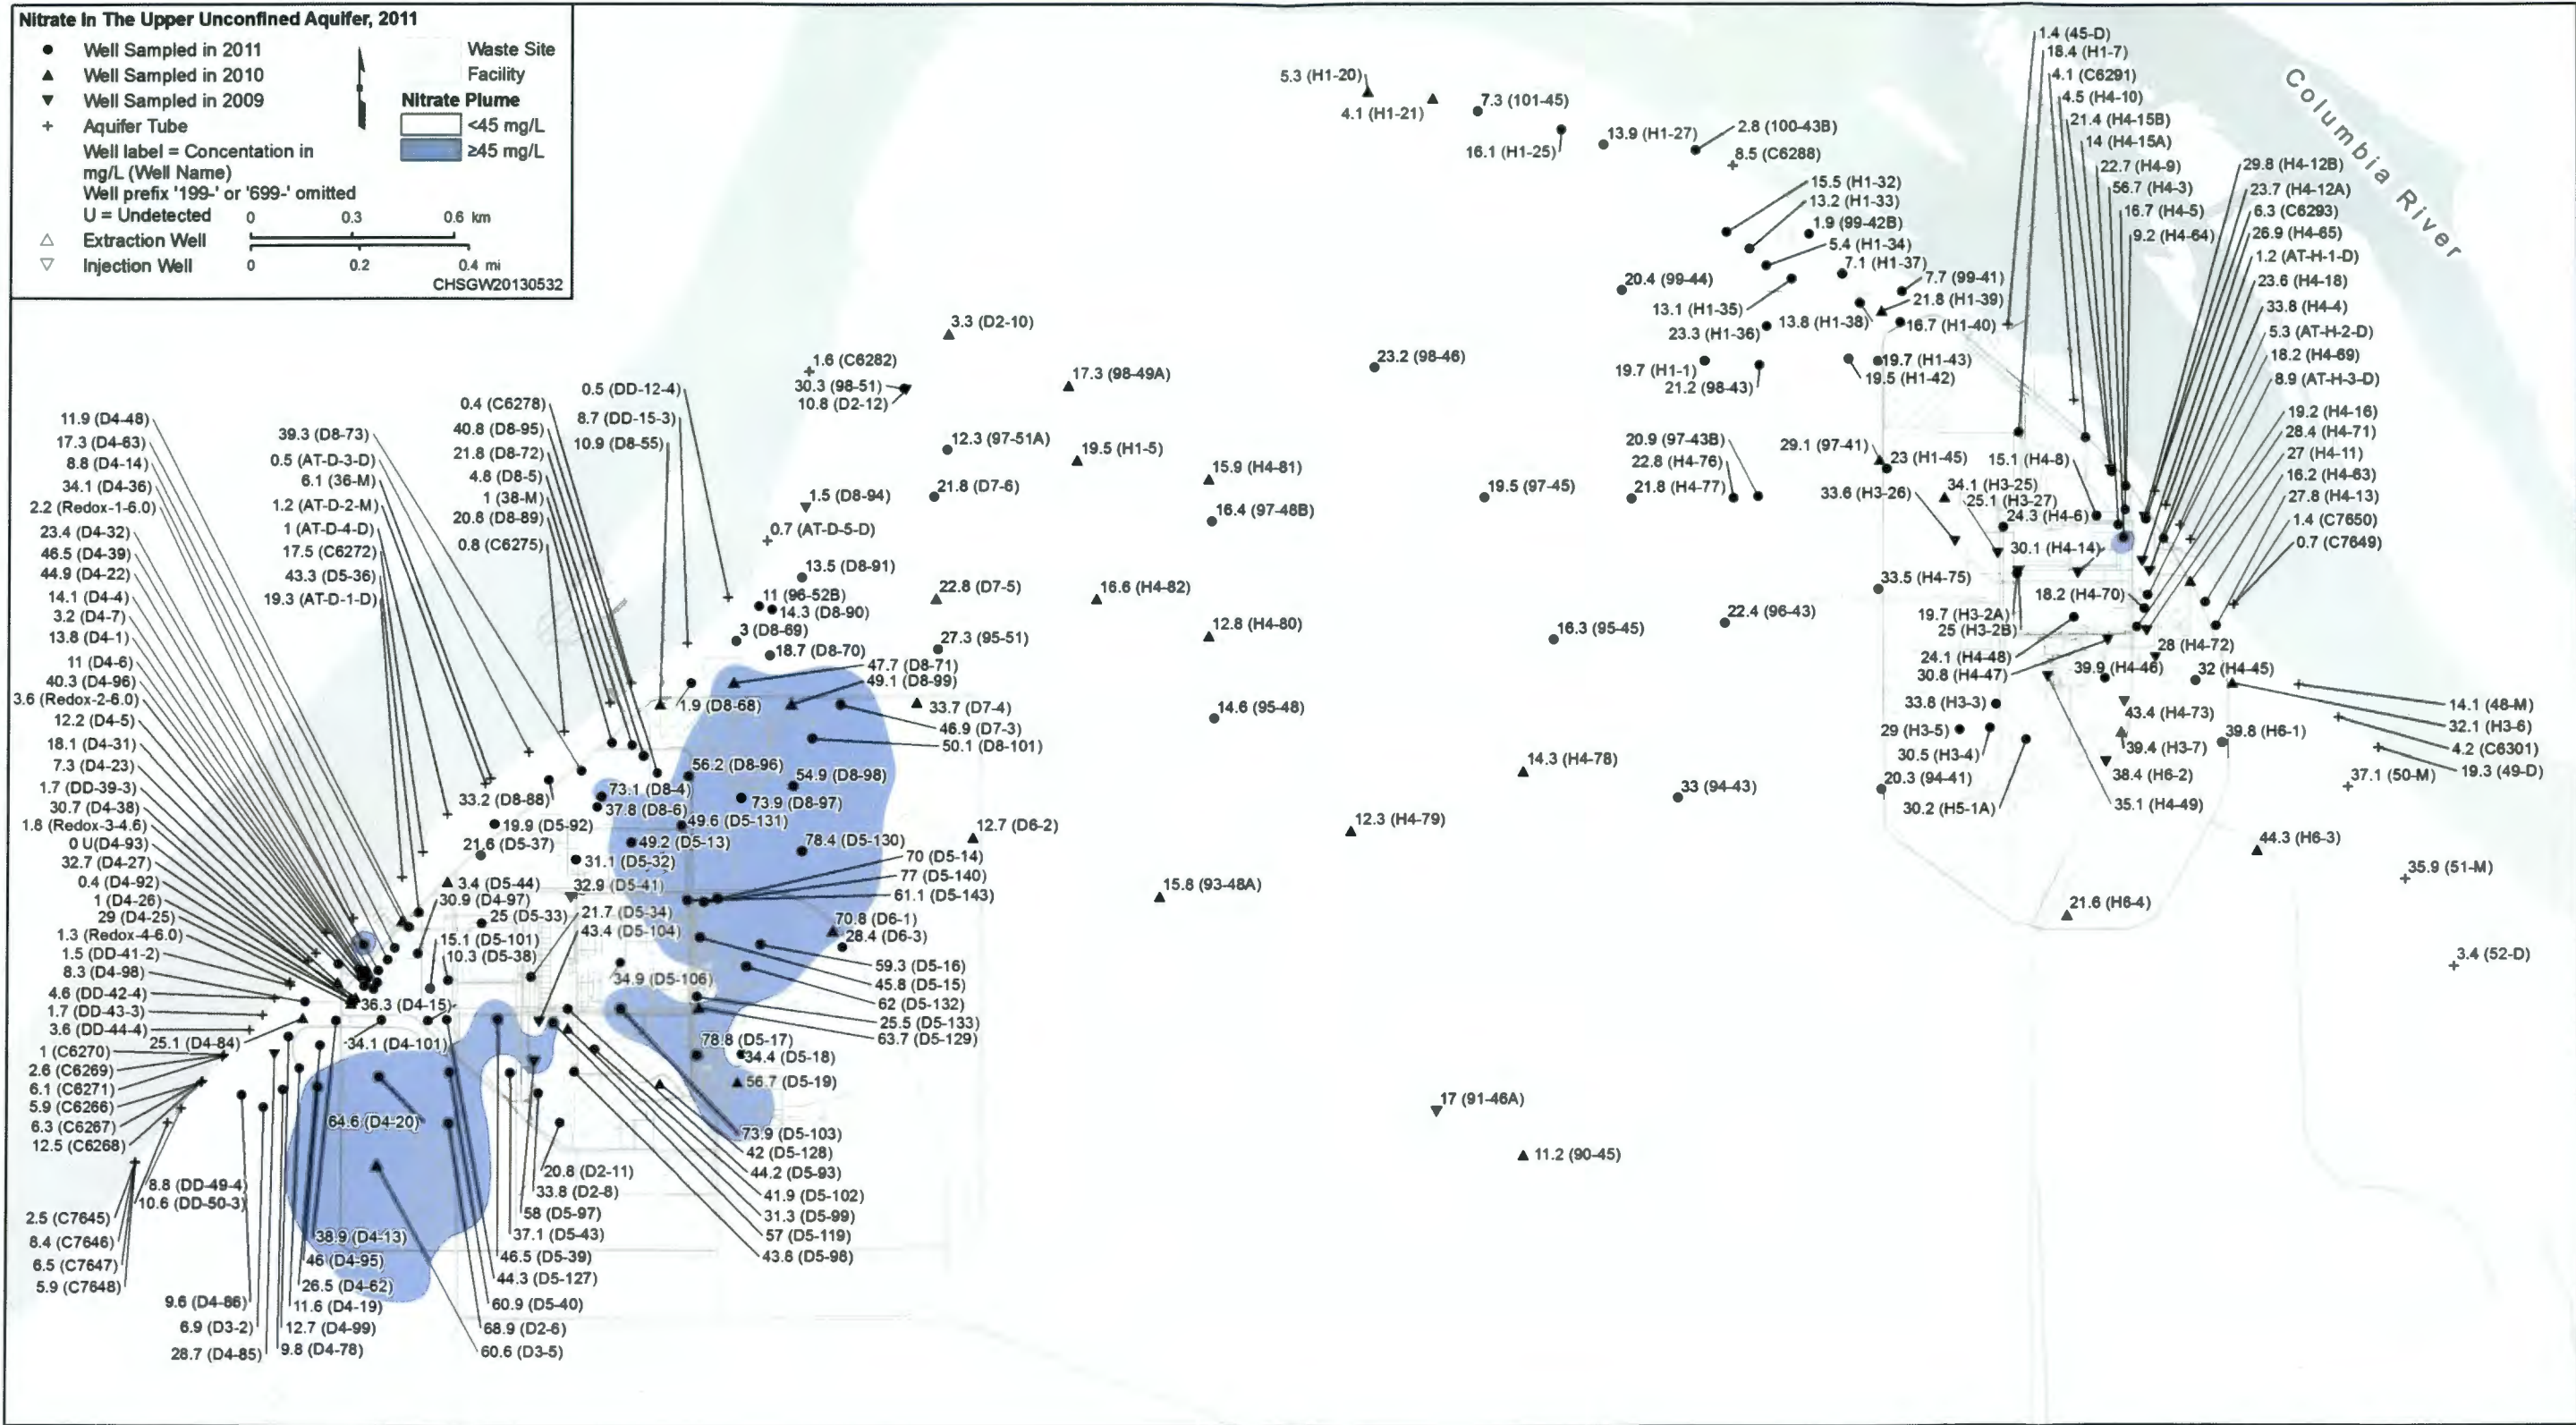 Nitrate In The Upper Unconfined Aquifer, 2011
Well Sampled in 2011
Well Sampled in 2010
Well Sampled in 2009
Aquifer Tube
Well label = Concentation in
mg/L (Well Name)
Well prefix '199-' or '699-' omitted
U = Undetected
Extraction Well
Injection Well
Waste Site
Facility
Nitrate Plume
<45 mg/L
≥45 mg/L
0 0.3 0.6 km
0 0.2 0.4 mi
CHSGW20130532
Columbia River
5.3 (H1-20)
4.1 (H1-21)
7.3 (101-45)
16.1 (H1-25)
13.9 (H1-27)
2.8 (100-43B)
8.5 (C6288)
15.5 (H1-32)
13.2 (H1-33)
1.9 (99-42B)
5.4 (H1-34)
7.1 (H1-37)
7.7 (99-41)
20.4 (99-44)
13.1 (H1-35)
13.8 (H1-38)
21.8 (H1-39)
16.7 (H1-40)
23.3 (H1-36)
19.7 (H1-1)
21.2 (98-43)
19.7 (H1-43)
19.5 (H1-42)
1.4 (45-D)
18.4 (H1-7)
4.1 (C6291)
4.5 (H4-10)
21.4 (H4-15B)
14 (H4-15A)
22.7 (H4-9)
56.7 (H4-3)
16.7 (H4-5)
9.2 (H4-64)
29.8 (H4-12B)
23.7 (H4-12A)
6.3 (C6293)
26.9 (H4-65)
1.2 (AT-H-1-D)
23.6 (H4-18)
33.8 (H4-4)
5.3 (AT-H-2-D)
18.2 (H4-69)
8.9 (AT-H-3-D)
19.2 (H4-16)
28.4 (H4-71)
27 (H4-11)
16.2 (H4-63)
27.8 (H4-13)
1.4 (C7650)
0.7 (C7649)
3.3 (D2-10)
1.6 (C6282)
30.3 (98-51)
10.8 (D2-12)
17.3 (98-49A)
23.2 (98-46)
12.3 (97-51A)
19.5 (H1-5)
15.9 (H4-81)
21.8 (D7-6)
16.4 (97-48B)
19.5 (97-45)
20.9 (97-43B)
22.8 (H4-76)
21.8 (H4-77)
29.1 (97-41)
23 (H1-45)
15.1 (H4-8)
34.1 (H3-25)
33.6 (H3-26)
25.1 (H3-27)
24.3 (H4-6)
30.1 (H4-14)
33.5 (H4-75)
18.2 (H4-70)
19.7 (H3-2A)
25 (H3-2B)
24.1 (H4-48)
30.8 (H4-47)
28 (H4-72)
39.9 (H4-46)
32 (H4-45)
33.8 (H3-3)
43.4 (H4-73)
29 (H3-5)
30.5 (H3-4)
39.4 (H3-7)
39.8 (H6-1)
38.4 (H6-2)
20.3 (94-41)
30.2 (H5-1A)
35.1 (H4-49)
14.1 (48-M)
32.1 (H3-6)
4.2 (C6301)
19.3 (49-D)
37.1 (50-M)
44.3 (H6-3)
35.9 (51-M)
21.6 (H6-4)
3.4 (52-D)
22.8 (D7-5)
16.6 (H4-82)
27.3 (95-51)
12.8 (H4-80)
16.3 (95-45)
22.4 (96-43)
14.6 (95-48)
14.3 (H4-78)
33 (94-43)
12.3 (H4-79)
12.7 (D6-2)
15.8 (93-48A)
17 (91-46A)
11.2 (90-45)
0.5 (DD-12-4)
8.7 (DD-15-3)
10.9 (D8-55)
0.4 (C6278)
40.8 (D8-95)
21.8 (D8-72)
4.8 (D8-5)
1 (38-M)
20.8 (D8-89)
0.8 (C6275)
39.3 (D8-73)
0.5 (AT-D-3-D)
6.1 (36-M)
1.2 (AT-D-2-M)
1 (AT-D-4-D)
17.5 (C6272)
43.3 (D5-36)
19.3 (AT-D-1-D)
1.5 (D8-94)
0.7 (AT-D-5-D)
13.5 (D8-91)
11 (96-52B)
14.3 (D8-90)
3 (D8-69)
18.7 (D8-70)
47.7 (D8-71)
49.1 (D8-99)
1.9 (D8-68)
33.7 (D7-4)
46.9 (D7-3)
50.1 (D8-101)
56.2 (D8-96)
54.9 (D8-98)
73.1 (D8-4)
73.9 (D8-97)
33.2 (D8-88)
37.8 (D8-6)
49.6 (D5-131)
19.9 (D5-92)
49.2 (D5-13)
78.4 (D5-130)
21.6 (D5-37)
31.1 (D5-32)
70 (D5-14)
77 (D5-140)
61.1 (D5-143)
3.4 (D5-44)
32.9 (D5-41)
30.9 (D4-97)
25 (D5-33)
21.7 (D5-34)
43.4 (D5-104)
70.8 (D6-1)
28.4 (D6-3)
15.1 (D5-101)
10.3 (D5-38)
34.9 (D5-106)
59.3 (D5-16)
45.8 (D5-15)
62 (D5-132)
25.5 (D5-133)
63.7 (D5-129)
36.3 (D4-15)
34.1 (D4-101)
78.8 (D5-17)
34.4 (D5-18)
56.7 (D5-19)
73.9 (D5-103)
42 (D5-128)
44.2 (D5-93)
41.9 (D5-102)
31.3 (D5-99)
57 (D5-119)
43.8 (D5-98)
20.8 (D2-11)
33.8 (D2-8)
58 (D5-97)
37.1 (D5-43)
46.5 (D5-39)
44.3 (D5-127)
60.9 (D5-40)
68.9 (D2-6)
60.6 (D3-5)
64.6 (D4-20)
38.9 (D4-13)
46 (D4-95)
26.5 (D4-62)
11.6 (D4-19)
12.7 (D4-99)
9.8 (D4-78)
9.6 (D4-86)
6.9 (D3-2)
28.7 (D4-85)
11.9 (D4-48)
17.3 (D4-63)
8.8 (D4-14)
34.1 (D4-36)
2.2 (Redox-1-6.0)
23.4 (D4-32)
46.5 (D4-39)
44.9 (D4-22)
14.1 (D4-4)
3.2 (D4-7)
13.8 (D4-1)
11 (D4-6)
40.3 (D4-96)
3.6 (Redox-2-6.0)
12.2 (D4-5)
18.1 (D4-31)
7.3 (D4-23)
1.7 (DD-39-3)
30.7 (D4-38)
1.8 (Redox-3-4.6)
0 U(D4-93)
32.7 (D4-27)
0.4 (D4-92)
1 (D4-26)
29 (D4-25)
1.3 (Redox-4-6.0)
1.5 (DD-41-2)
8.3 (D4-98)
4.6 (DD-42-4)
1.7 (DD-43-3)
3.6 (DD-44-4)
25.1 (D4-84)
1 (C6270)
2.6 (C6269)
6.1 (C6271)
5.9 (C6266)
6.3 (C6267)
12.5 (C6268)
8.8 (DD-49-4)
10.6 (DD-50-3)
2.5 (C7645)
8.4 (C7646)
6.5 (C7647)
5.9 (C7648)